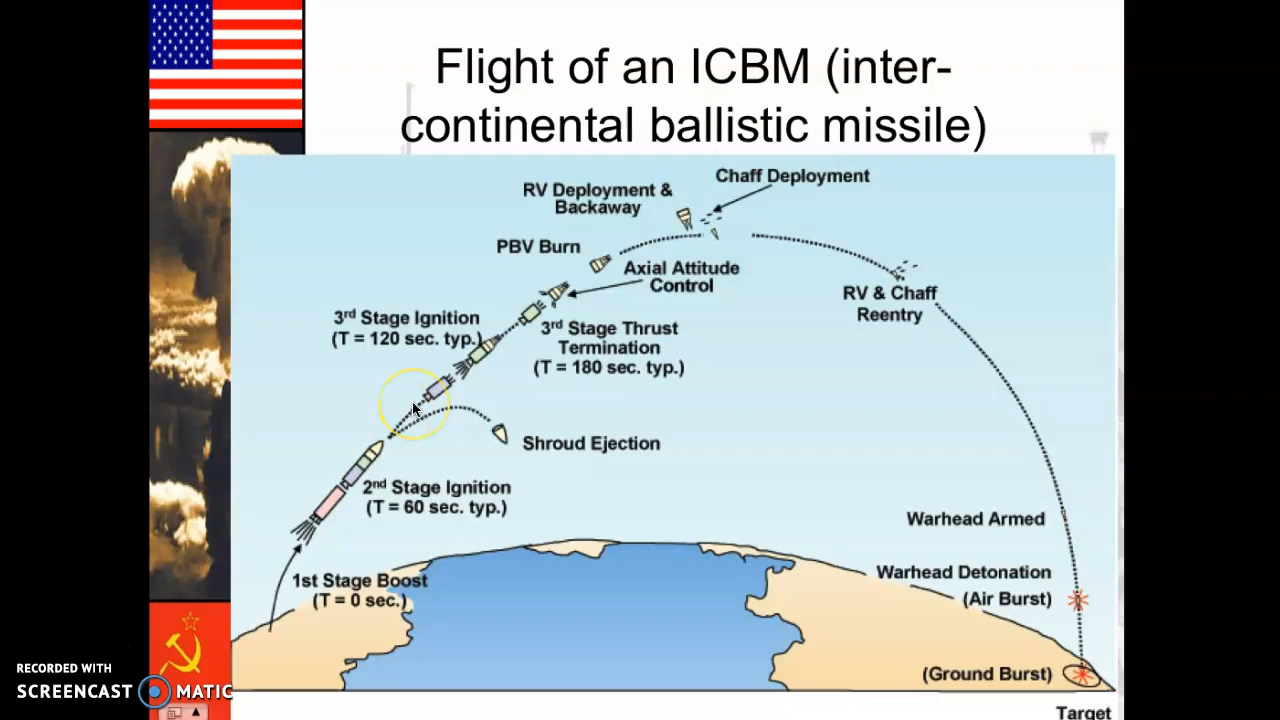 Flight of an ICBM (inter-
continental ballistic missile)
Chaff Deployment
RV Deployment &
Backaway
PBV Burn
Axial Attitude
Control
RV & Chaff
Reentry
3rd Stage Ignition
(T = 120 sec. typ.)
3rd Stage Thrust
Termination
(T = 180 sec. typ.)
Shroud Ejection
2nd Stage Ignition
(T = 60 sec. typ.)
Warhead Armed
1st Stage Boost
(T = 0 sec.)
Warhead Detonation
(Air Burst)
(Ground Burst)
Target
RECORDED WITH
SCREENCAST MATIC